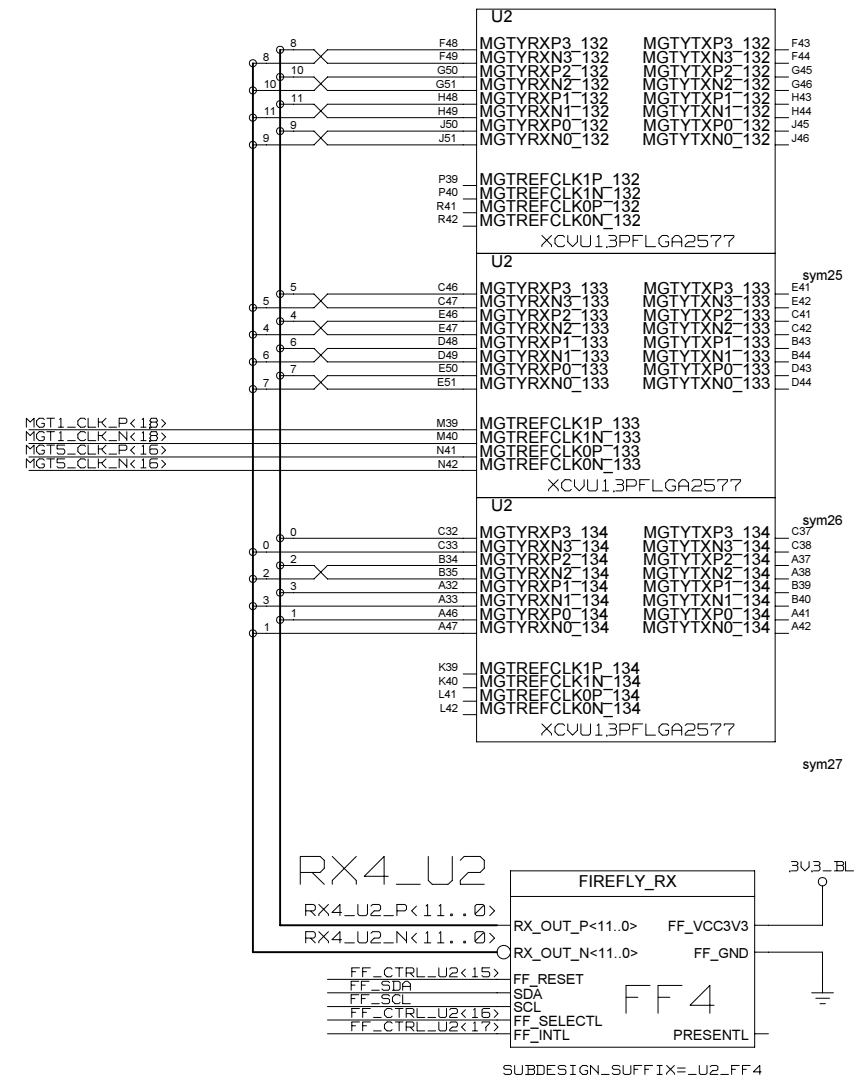 U2
8 F48 MGTYRXP3_132 MGTYTXP3_132 F43
8 F49 MGTYRXN3_132 MGTYTXN3_132 F44
10 G50 MGTYRXP2_132 MGTYTXP2_132 G45
10 G51 MGTYRXN2_132 MGTYTXN2_132 G46
11 H48 MGTYRXP1_132 MGTYTXP1_132 H43
11 H49 MGTYRXN1_132 MGTYTXN1_132 H44
9 J50 MGTYRXP0_132 MGTYTXP0_132 J45
9 J51 MGTYRXN0_132 MGTYTXN0_132 J46
P39 MGTREFCLK1P_132
P40 MGTREFCLK1N_132
R41 MGTREFCLK0P_132
R42 MGTREFCLK0N_132
XCVU13PFLGA2577
U2
sym25
5 C46 MGTYRXP3_133 MGTYTXP3_133 E41
5 C47 MGTYRXN3_133 MGTYTXN3_133 E42
4 E46 MGTYRXP2_133 MGTYTXP2_133 C41
4 E47 MGTYRXN2_133 MGTYTXN2_133 C42
6 D48 MGTYRXP1_133 MGTYTXP1_133 B43
6 D49 MGTYRXN1_133 MGTYTXN1_133 B44
7 E50 MGTYRXP0_133 MGTYTXP0_133 D43
7 E51 MGTYRXN0_133 MGTYTXN0_133 D44
MGT1_CLK_P<18> M39 MGTREFCLK1P_133
MGT1_CLK_N<18> M40 MGTREFCLK1N_133
MGT5_CLK_P<16> N41 MGTREFCLK0P_133
MGT5_CLK_N<16> N42 MGTREFCLK0N_133
XCVU13PFLGA2577
U2
sym26
0 C32 MGTYRXP3_134 MGTYTXP3_134 C37
0 C33 MGTYRXN3_134 MGTYTXN3_134 C38
2 B34 MGTYRXP2_134 MGTYTXP2_134 A37
2 B35 MGTYRXN2_134 MGTYTXN2_134 A38
3 A32 MGTYRXP1_134 MGTYTXP1_134 B39
3 A33 MGTYRXN1_134 MGTYTXN1_134 B40
1 A46 MGTYRXP0_134 MGTYTXP0_134 A41
1 A47 MGTYRXN0_134 MGTYTXN0_134 A42
K39 MGTREFCLK1P_134
K40 MGTREFCLK1N_134
L41 MGTREFCLK0P_134
L42 MGTREFCLK0N_134
XCVU13PFLGA2577
sym27
RX4_U2
FIREFLY_RX
3V3_BL
RX4_U2_P<11..0> RX_OUT_P<11..0> FF_VCC3V3
RX4_U2_N<11..0> RX_OUT_N<11..0> FF_GND
FF_CTRL_U2<15> FF_RESET
FF_SDA SDA
FF_SCL SCL
FF_CTRL_U2<16> FF_SELECTL
FF_CTRL_U2<17> FF_INTL
FF4
PRESENTL
SUBDESIGN_SUFFIX=_U2_FF4